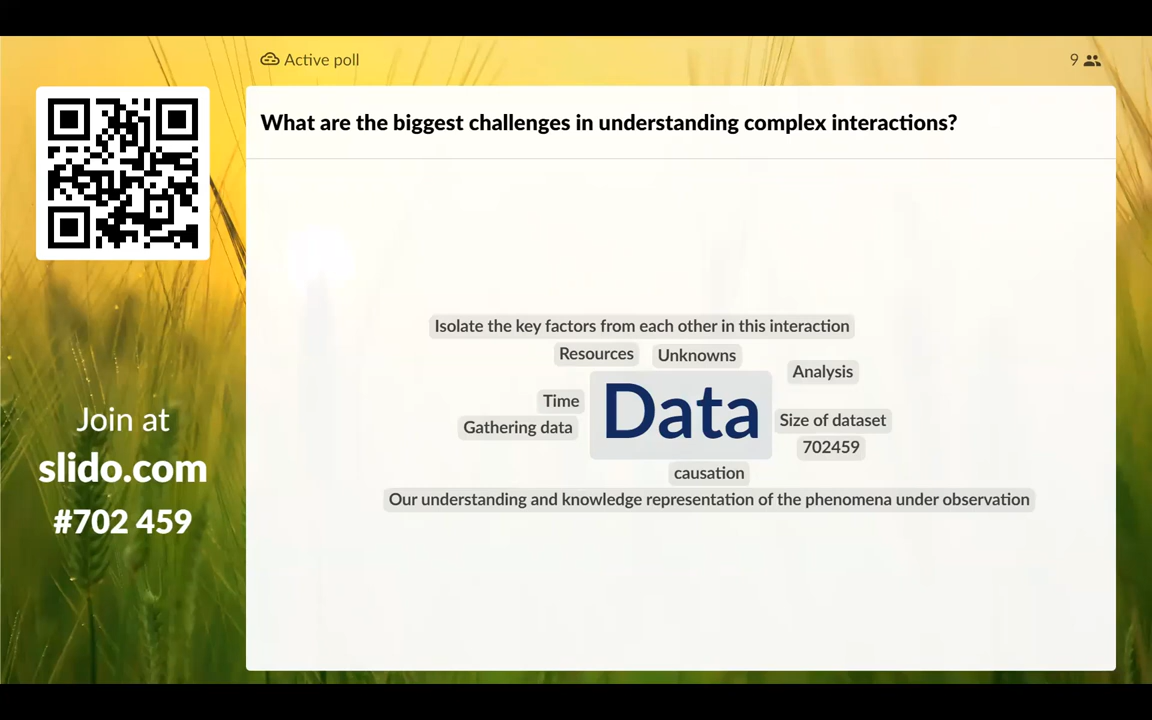 Active poll
9
What are the biggest challenges in understanding complex interactions?
Isolate the key factors from each other in this interaction
Resources
Unknowns
Analysis
Time
Data
Gathering data
Size of dataset
702459
causation
Our understanding and knowledge representation of the phenomena under observation
Join at
slido.com
#702 459